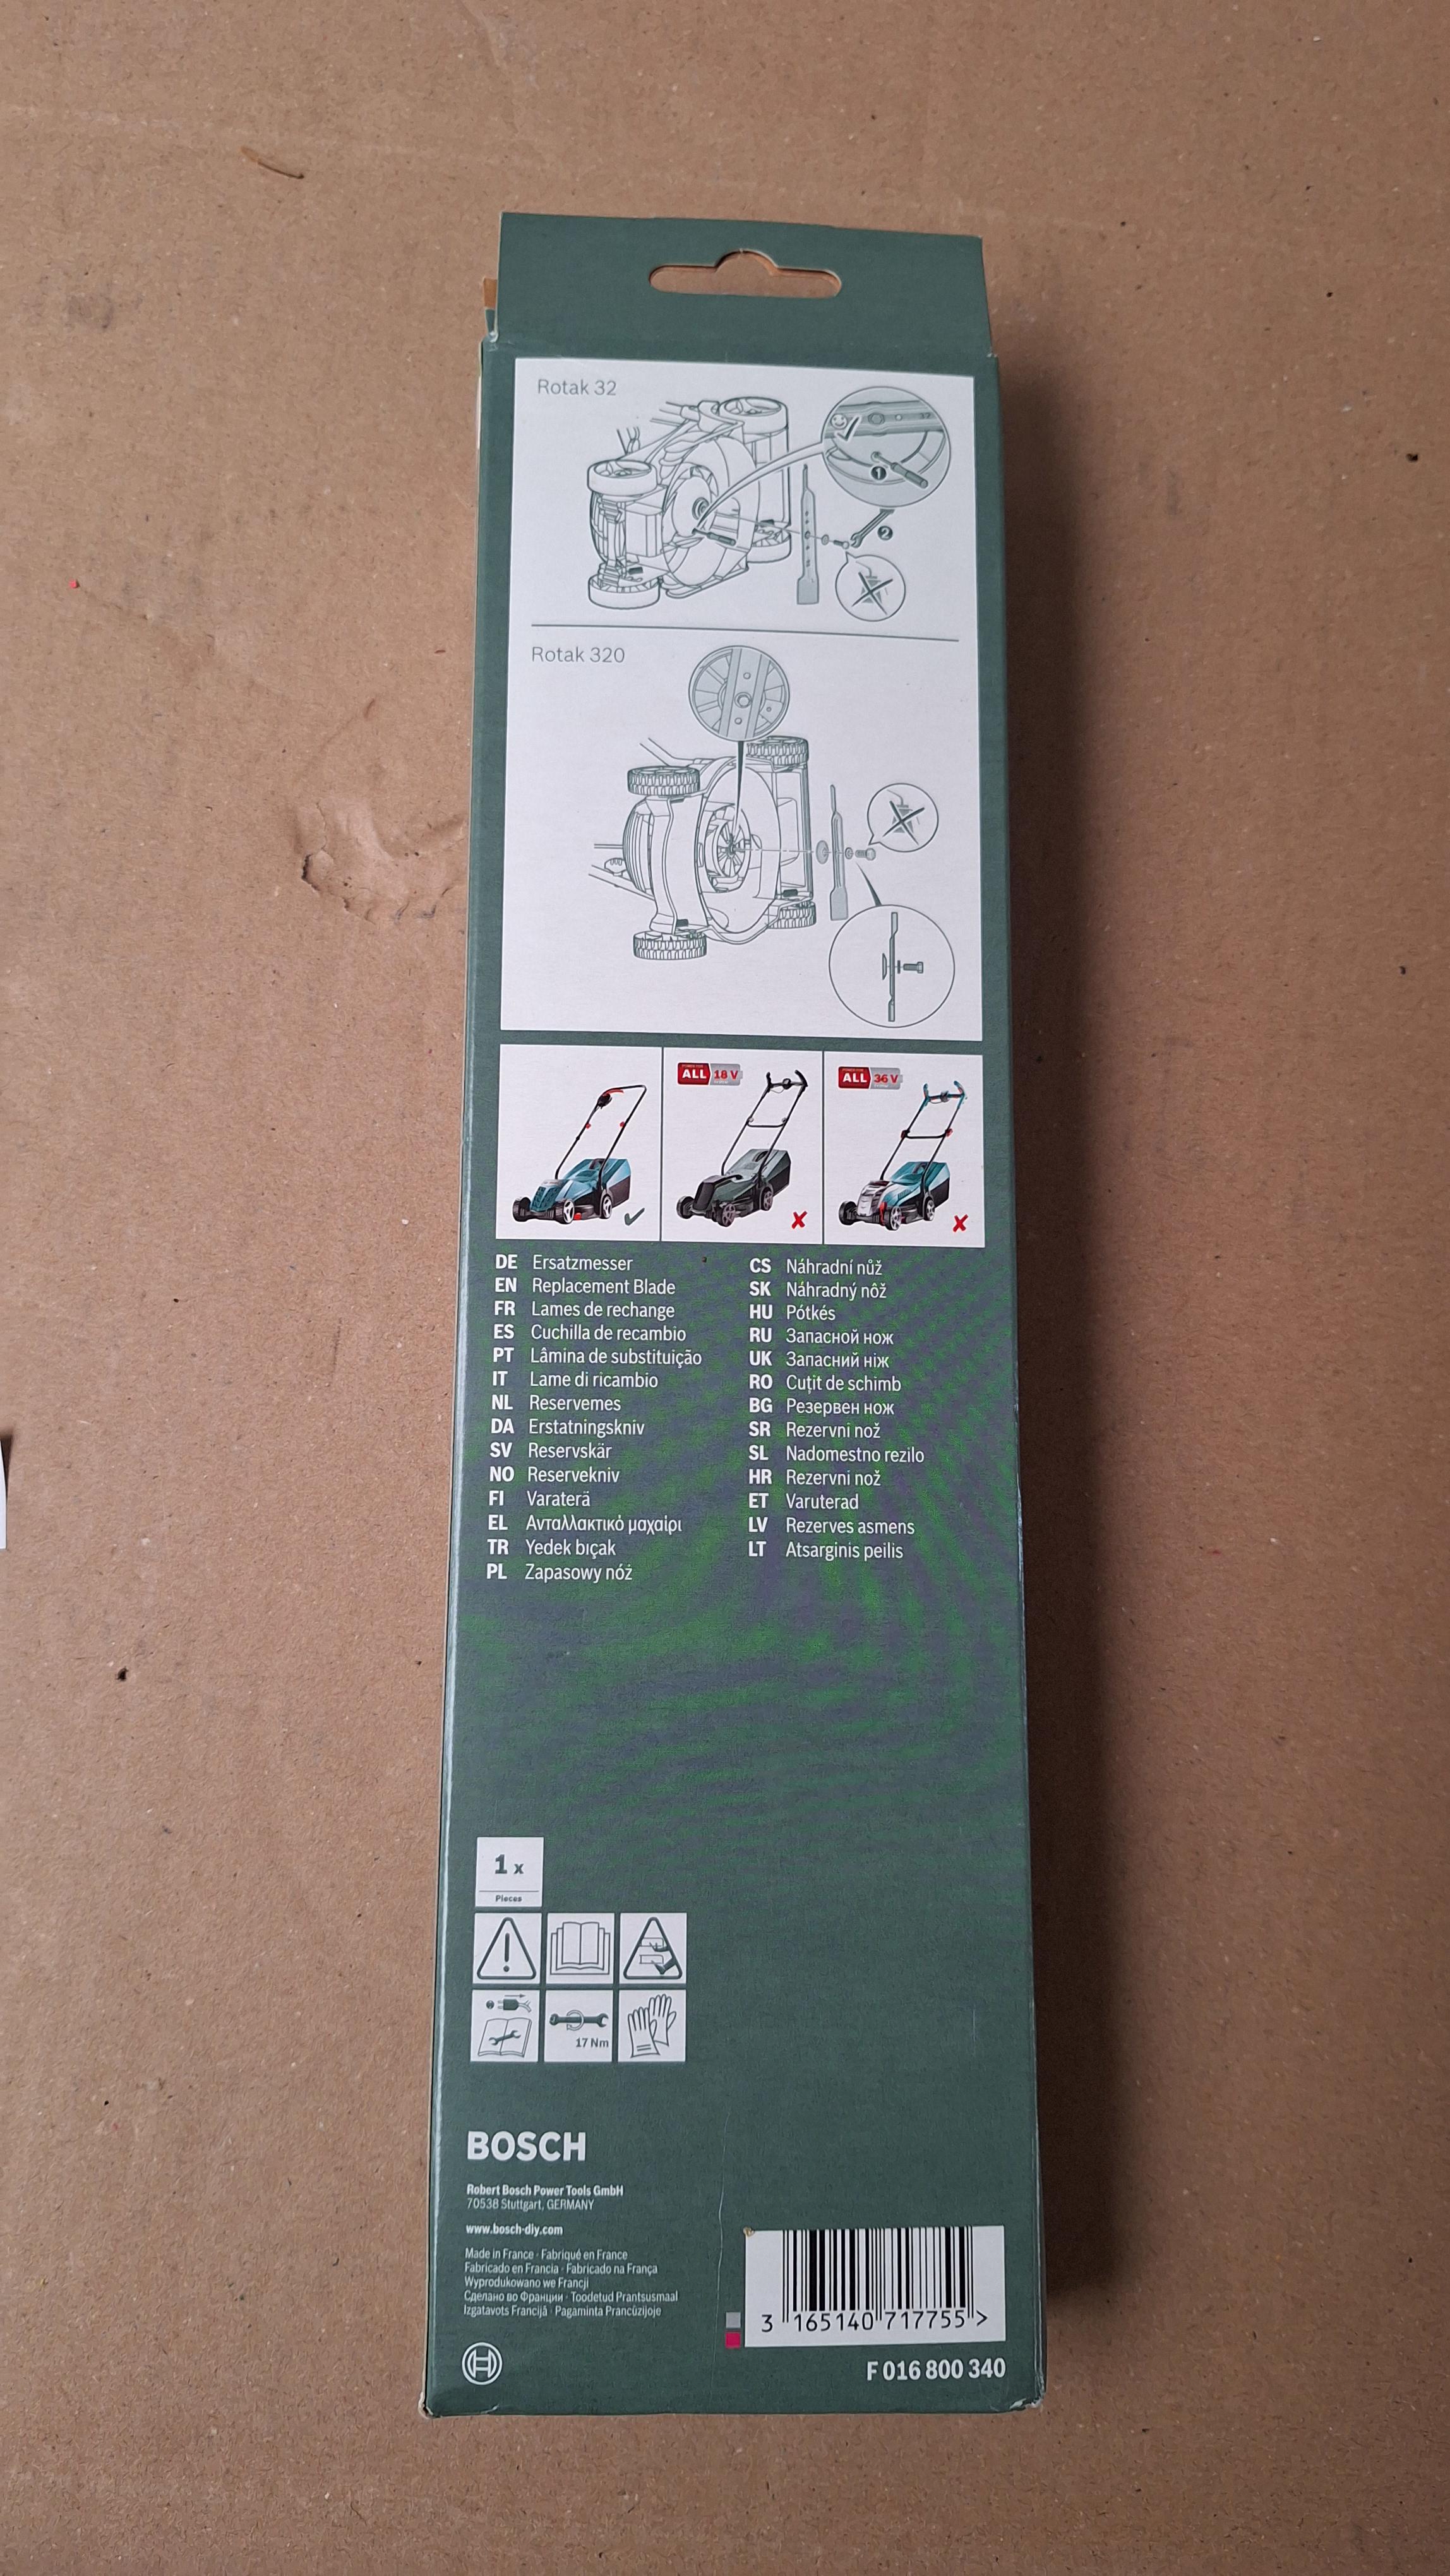 Rotak 32
1
2
Rotak 320
ALL 18 V
ALL 36 V
DE Ersatzmesser
EN Replacement Blade
FR Lames de rechange
ES Cuchilla de recambio
PT Lâmina de substituição
IT Lame di ricambio
NL Reservemes
DA Erstatningskniv
SV Reservskär
NO Reservekniv
FI Varaterä
EL Ανταλλακτικό μαχαίρι
TR Yedek bıçak
PL Zapasowy nóż
CS Náhradní nůž
SK Náhradný nôž
HU Pótkés
RU Запасной нож
UK Запасний ніж
RO Cuțit de schimb
BG Резервен нож
SR Rezervni nož
SL Nadomestno rezilo
HR Rezervni nož
ET Varuterad
LV Rezerves asmens
LT Atsarginis peilis
1 x
Pieces
17 Nm
BOSCH
Robert Bosch Power Tools GmbH
70538 Stuttgart, GERMANY
www.bosch-diy.com
Made in France · Fabriqué en France
Fabricado en Francia · Fabricado na França
Wyprodukowano we Francji
Сделано во Франции · Toodetud Prantsusmaal
Izgatavots Francijā · Pagaminta Prancūzijoje
3 165140 717755 >
F 016 800 340